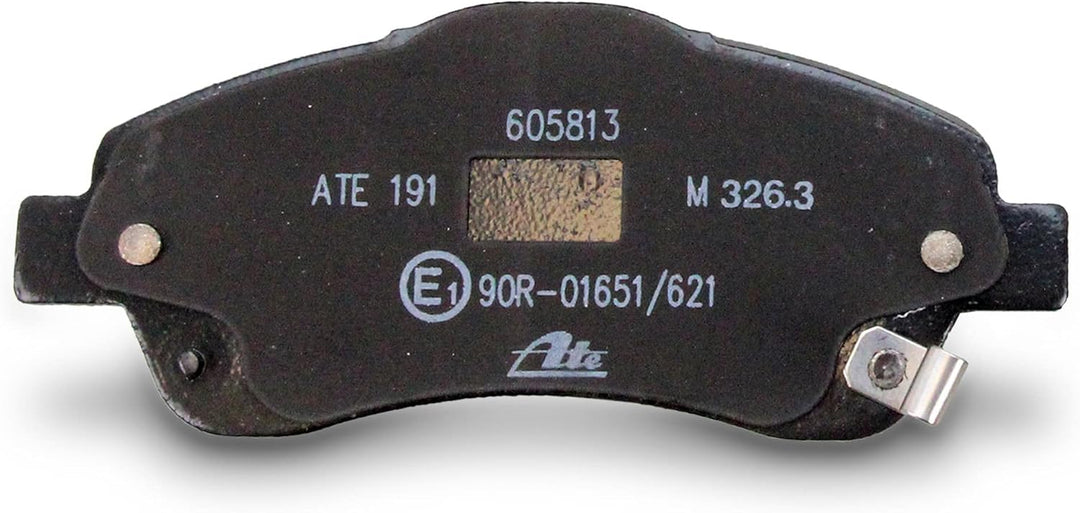 605813
ATE 191
M 326.3
E1 90R-01651/621
Ate